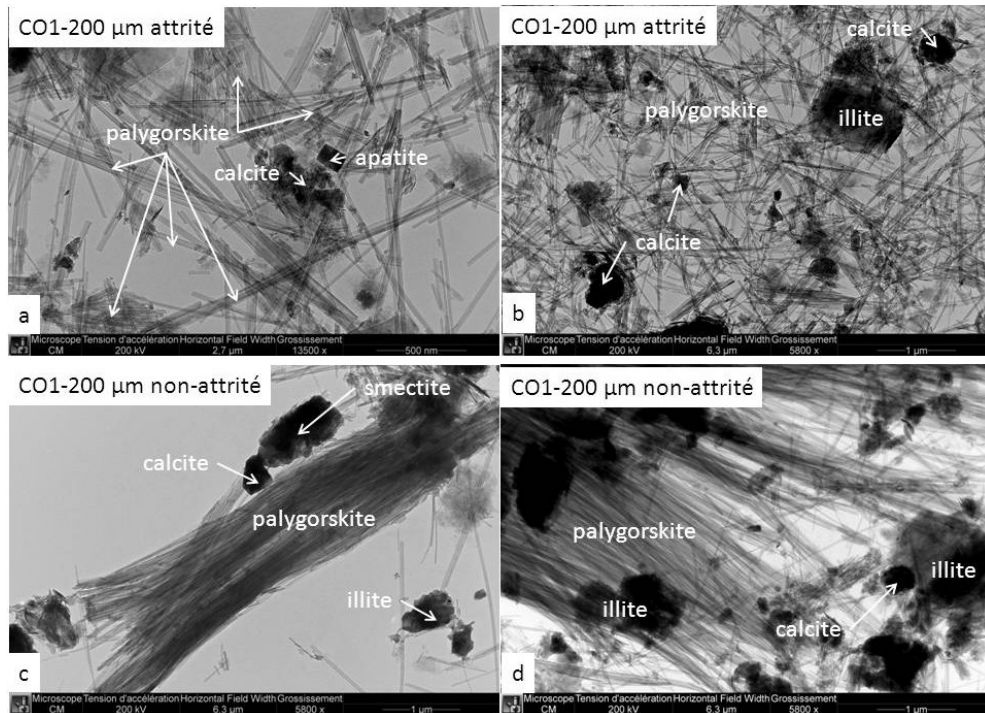 CO1-200 µm attrité
palygorskite
apatite
calcite
a
Microscope Tension d'accélération Horizontal Field Width Grossissement
CM 200 kV 2,7 µm 13500 x 500 nm
CO1-200 µm attrité
calcite
palygorskite
illite
calcite
b
Microscope Tension d'accélération Horizontal Field Width Grossissement
CM 200 kV 6,3 µm 5800 x 1 µm
CO1-200 µm non-attrité
smectite
calcite
palygorskite
illite
c
Microscope Tension d'accélération Horizontal Field Width Grossissement
CM 200 kV 6,3 µm 5800 x 1 µm
CO1-200 µm non-attrité
palygorskite
illite
illite
calcite
d
Microscope Tension d'accélération Horizontal Field Width Grossissement
CM 200 kV 6,3 µm 5800 x 1 µm